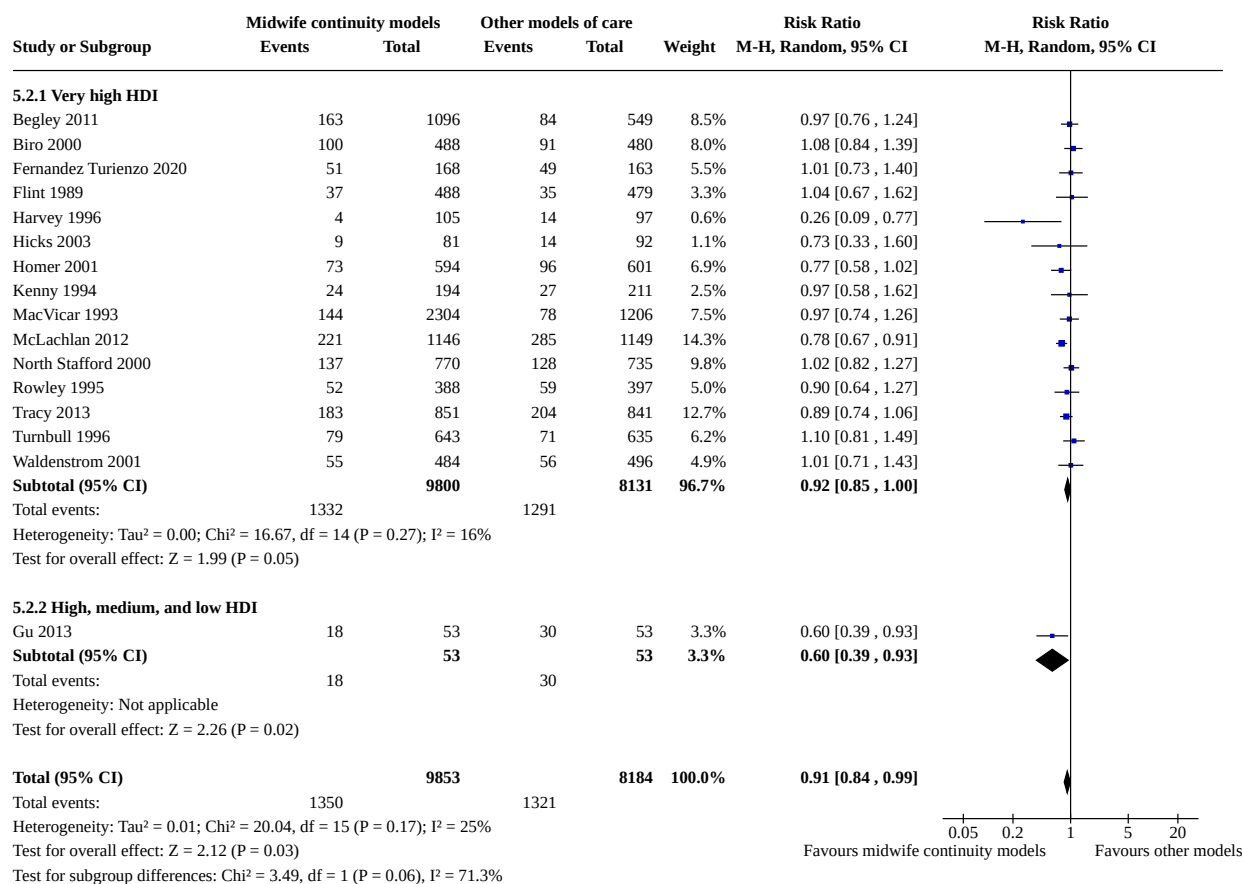 Midwife continuity models Other models of care Risk Ratio Risk Ratio
Study or Subgroup Events Total Events Total Weight M-H, Random, 95% CI M-H, Random, 95% CI
5.2.1 Very high HDI
Begley 2011 163 1096 84 549 8.5% 0.97 [0.76 , 1.24]
Biro 2000 100 488 91 480 8.0% 1.08 [0.84 , 1.39]
Fernandez Turienzo 2020 51 168 49 163 5.5% 1.01 [0.73 , 1.40]
Flint 1989 37 488 35 479 3.3% 1.04 [0.67 , 1.62]
Harvey 1996 4 105 14 97 0.6% 0.26 [0.09 , 0.77]
Hicks 2003 9 81 14 92 1.1% 0.73 [0.33 , 1.60]
Homer 2001 73 594 96 601 6.9% 0.77 [0.58 , 1.02]
Kenny 1994 24 194 27 211 2.5% 0.97 [0.58 , 1.62]
MacVicar 1993 144 2304 78 1206 7.5% 0.97 [0.74 , 1.26]
McLachlan 2012 221 1146 285 1149 14.3% 0.78 [0.67 , 0.91]
North Stafford 2000 137 770 128 735 9.8% 1.02 [0.82 , 1.27]
Rowley 1995 52 388 59 397 5.0% 0.90 [0.64 , 1.27]
Tracy 2013 183 851 204 841 12.7% 0.89 [0.74 , 1.06]
Turnbull 1996 79 643 71 635 6.2% 1.10 [0.81 , 1.49]
Waldenstrom 2001 55 484 56 496 4.9% 1.01 [0.71 , 1.43]
Subtotal (95% CI) 9800 8131 96.7% 0.92 [0.85 , 1.00]
Total events: 1332 1291
Heterogeneity: Tau² = 0.00; Chi² = 16.67, df = 14 (P = 0.27); I² = 16%
Test for overall effect: Z = 1.99 (P = 0.05)
5.2.2 High, medium, and low HDI
Gu 2013 18 53 30 53 3.3% 0.60 [0.39 , 0.93]
Subtotal (95% CI) 53 53 3.3% 0.60 [0.39 , 0.93]
Total events: 18 30
Heterogeneity: Not applicable
Test for overall effect: Z = 2.26 (P = 0.02)
Total (95% CI) 9853 8184 100.0% 0.91 [0.84 , 0.99]
Total events: 1350 1321
Heterogeneity: Tau² = 0.01; Chi² = 20.04, df = 15 (P = 0.17); I² = 25%
0.05 0.2 1 5 20
Test for overall effect: Z = 2.12 (P = 0.03) Favours midwife continuity models Favours other models
Test for subgroup differences: Chi² = 3.49, df = 1 (P = 0.06), I² = 71.3%